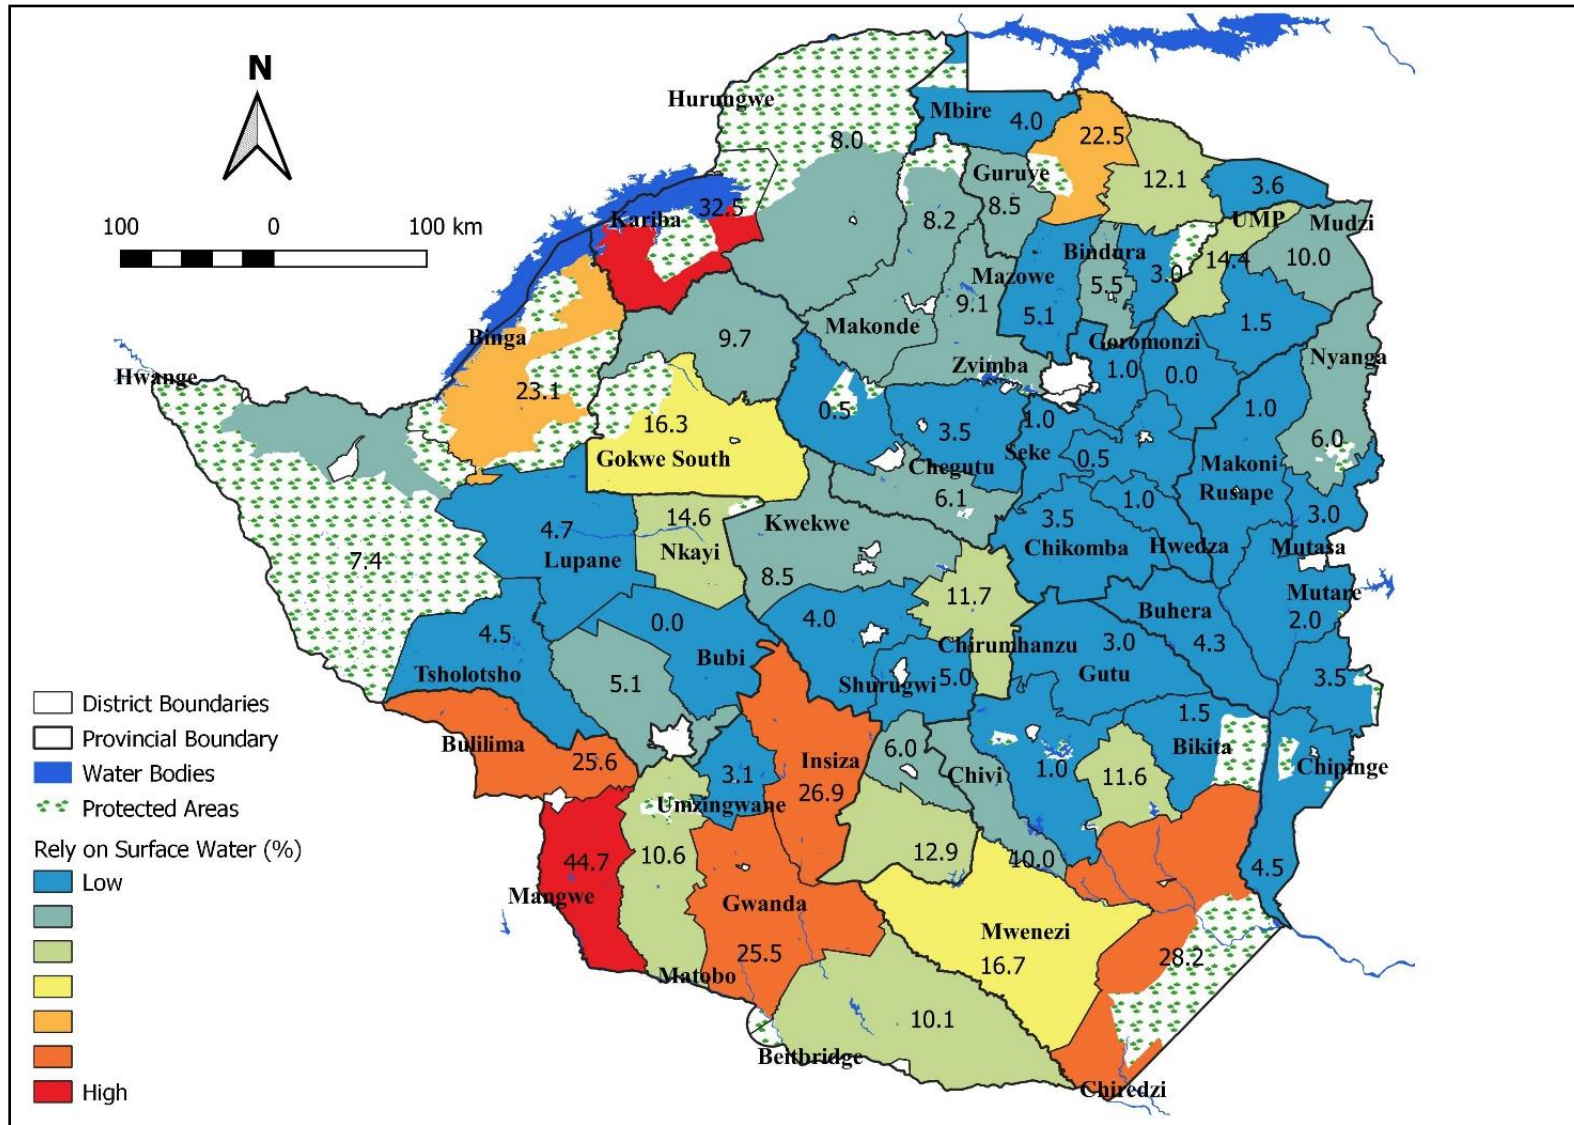 N
Hurungwe
Mbire
4.0
22.5
8.0
Guruve
12.1
3.6
8.5
8.2
UMP
Mudzi
Kariba
32.5
100
0
100 km
Bindura
14.4
10.0
Mazowe
3.0
5.5
9.1
5.1
1.5
Makonde
Goromonzi
Binga
9.7
Nyanga
Zvimba
1.0
0.0
Hwange
23.1
0.5
1.0
1.0
16.3
3.5
6.0
Gokwe South
Chegutu
Seke
0.5
Makoni
Rusape
6.1
1.0
14.6
3.5
3.0
4.7
Kwekwe
Chikomba
Hwedza
Mutasa
Lupane
Nkayi
7.4
8.5
11.7
Mutare
Buhera
4.0
2.0
0.0
4.5
Chirumhanzu
3.0
4.3
Bubi
Gutu
Tsholotsho
5.1
Shurugwi
5.0
3.5
District Boundaries
1.5
Provincial Boundary
Bulilima
6.0
Bikita
25.6
Insiza
Chivi
Chipinge
Water Bodies
3.1
1.0
11.6
Protected Areas
Umzingwane
26.9
Rely on Surface Water (%)
44.7
10.6
12.9
10.0
4.5
Low
Mangwe
Gwanda
Mwenezi
25.5
16.7
28.2
Matobo
10.1
Beitbridge
High
Chiredzi